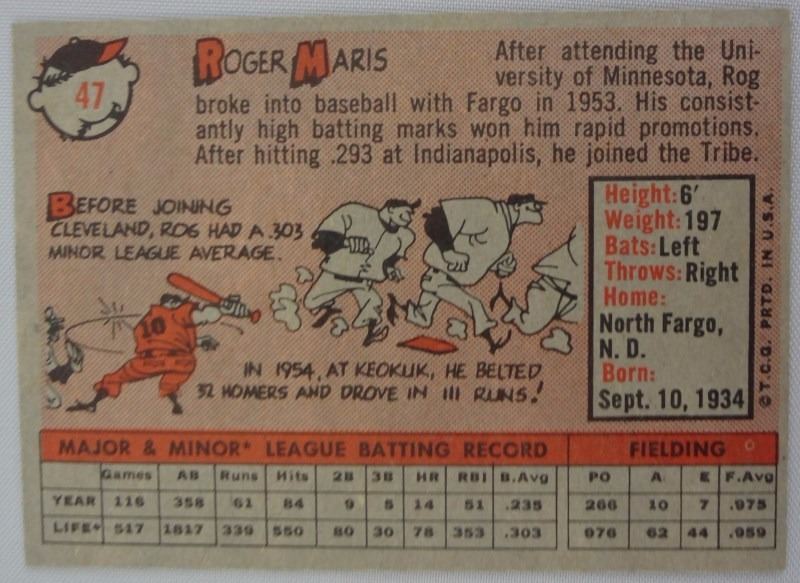 47
ROGER MARIS
After attending the Uni-
versity of Minnesota, Rog
broke into baseball with Fargo in 1953. His consist-
antly high batting marks won him rapid promotions.
After hitting .293 at Indianapolis, he joined the Tribe.
BEFORE JOINING
CLEVELAND, ROG HAD A .303
MINOR LEAGUE AVERAGE.
10
IN 1954, AT KEOKUK, HE BELTED
32 HOMERS AND DROVE IN 111 RUNS!
Height: 6'
Weight: 197
Bats: Left
Throws: Right
Home:
North Fargo,
N. D.
Born:
Sept. 10, 1934
© T.C.G. PRTD. IN U.S.A.
MAJOR & MINOR* LEAGUE BATTING RECORD FIELDING
Games AB Runs Hits 2B 3B HR RBI B.Avg PO A E F.Avg
YEAR 116 358 61 84 9 5 14 51 .235 266 10 7 .975
LIFE* 517 1817 339 550 80 30 78 353 .303 976 62 44 .959